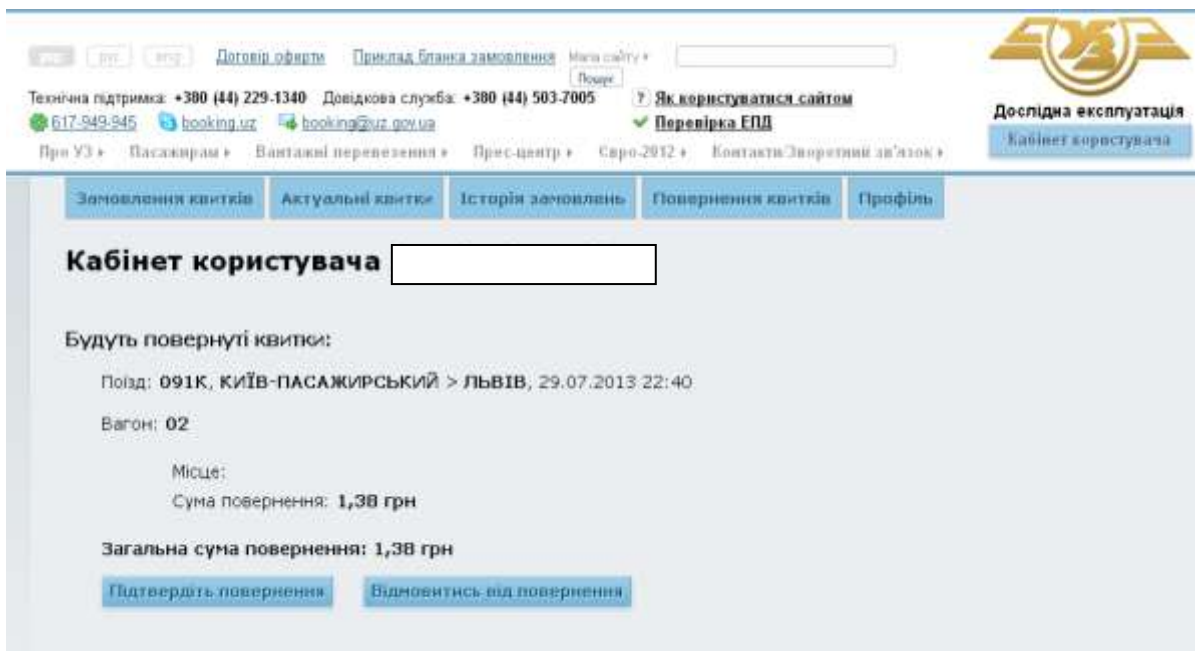 рус eng Договір оферти Приклад бланка замовлення Мапа сайту
Пошук
Технічна підтримка: +380 (44) 229-1340 Довідкова служба: +380 (44) 503-7005 ? Як користуватися сайтом
617-949-945 booking.uz booking@uz.gov.ua Перевірка ЕПД
Дослідна експлуатація
Кабінет користувача
Про УЗ Пасажирам Вантажні перевезення Прес-центр Євро-2012 Контакти/Зворотний зв'язок
Замовлення квитків Актуальні квитки Історія замовлень Повернення квитків Профіль
Кабінет користувача
Будуть повернуті квитки:
Поїзд: 091К, КИЇВ-ПАСАЖИРСЬКИЙ > ЛЬВІВ, 29.07.2013 22:40
Вагон: 02
Місце:
Сума повернення: 1,38 грн
Загальна сума повернення: 1,38 грн
Підтвердіть повернення Відмовитись від повернення